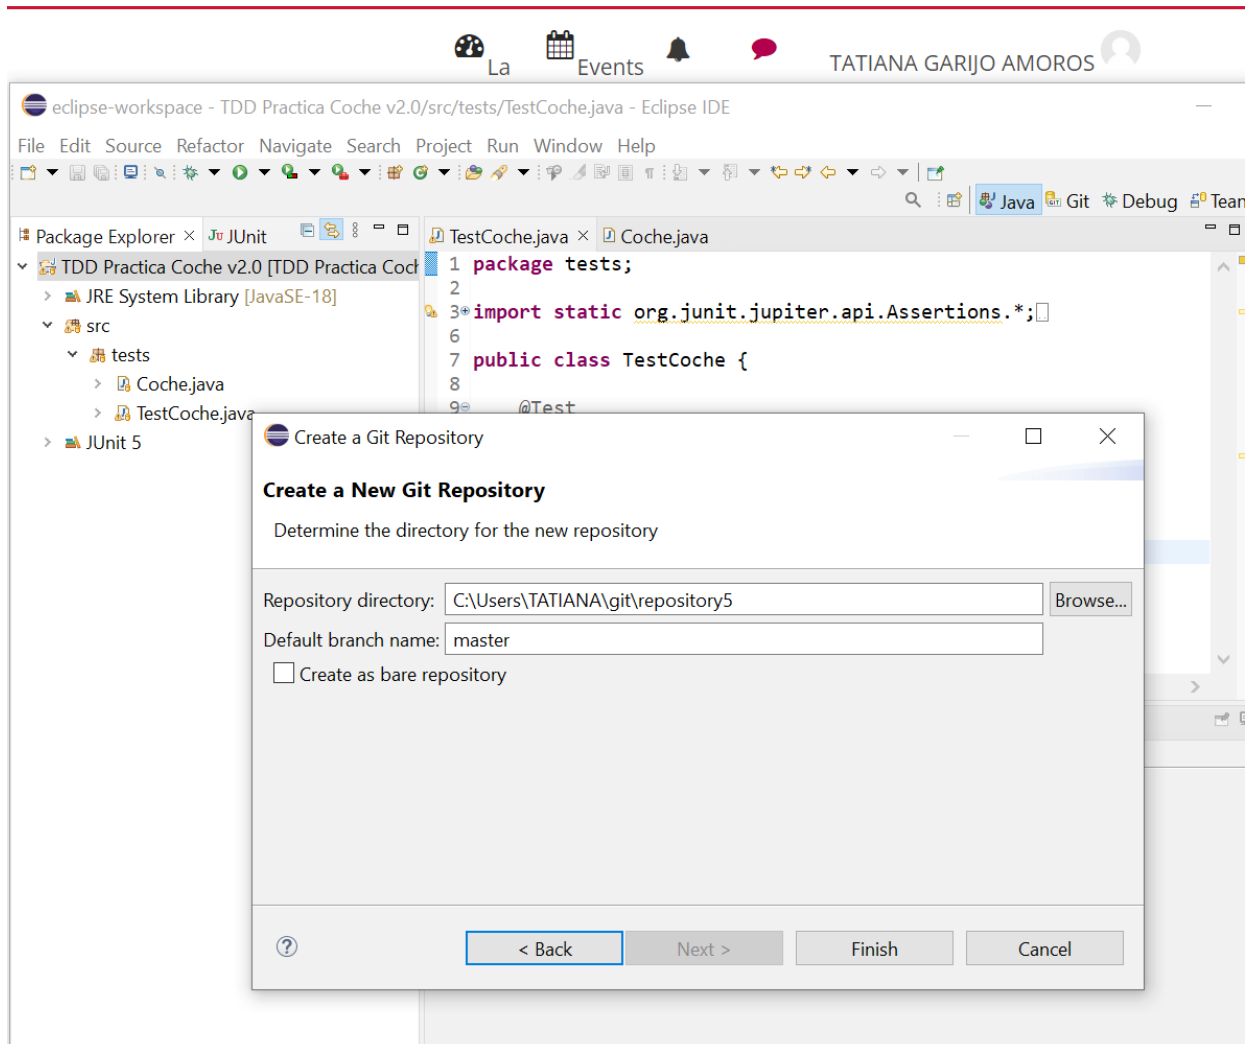 La
Events
TATIANA GARIJO AMOROS
eclipse-workspace - TDD Practica Coche v2.0/src/tests/TestCoche.java - Eclipse IDE
File Edit Source Refactor Navigate Search Project Run Window Help
Java Git Debug Tean
Package Explorer × JUnit
TestCoche.java × Coche.java
TDD Practica Coche v2.0 [TDD Practica Coch
JRE System Library [JavaSE-18]
src
tests
Coche.java
TestCoche.java
JUnit 5
1 package tests;
2
3 import static org.junit.jupiter.api.Assertions.*;
6
7 public class TestCoche {
8
9 @Test
Create a Git Repository
Create a New Git Repository
Determine the directory for the new repository
Repository directory: C:\Users\TATIANA\git\repository5 Browse...
Default branch name: master
Create as bare repository
? < Back Next > Finish Cancel